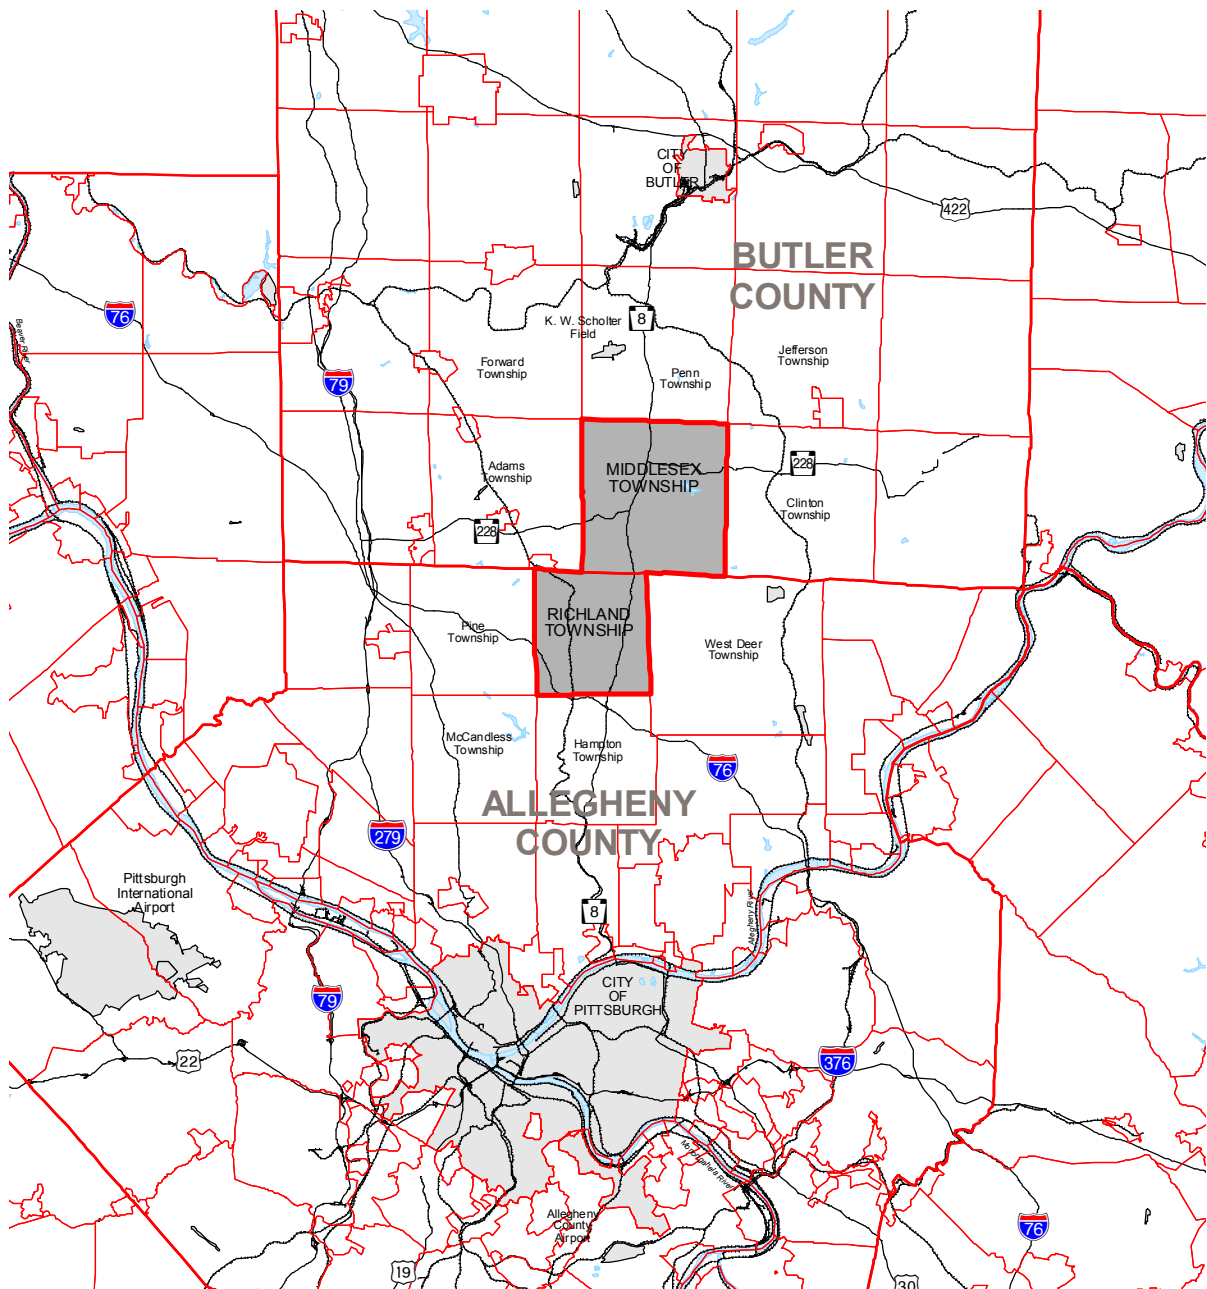 CITY
OF
BUTLER
422
BUTLER
COUNTY
76
Beaver River
8
K. W. Scholter
Field
Forward
Township
Jefferson
Township
Penn
Township
79
MIDDLESEX
TOWNSHIP
Adams
Township
228
Clinton
Township
228
RICHLAND
TOWNSHIP
Pine
Township
West Deer
Township
McCandless
Township
Hampton
Township
76
ALLEGHENY
COUNTY
279
Pittsburgh
International
Airport
8
Allegheny River
CITY
OF
PITTSBURGH
79
22
376
Monongahela River
Allegheny
County
Airport
76
19
30